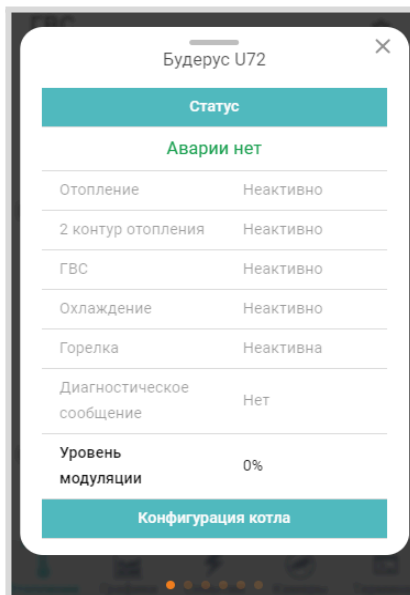 ГВС
Будерус U72
Статус
Аварии нет
Отопление Неактивно
2 контур отопления Неактивно
ГВС Неактивно
Охлаждение Неактивно
Горелка Неактивна
Диагностическое
сообщение Нет
Уровень
модуляции 0%
Конфигурация котла